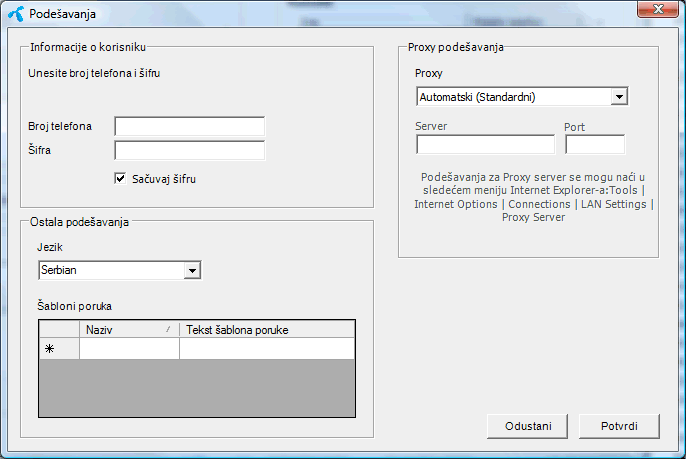 Podešavanja
Informacije o korisniku
Unesite broj telefona i šifru
Broj telefona
Šifra
Sačuvaj šifru
Ostala podešavanja
Jezik
Serbian
Šabloni poruka
Naziv
Tekst šablona poruke
Proxy podešavanja
Proxy
Automatski (Standardni)
Server
Port
Podešavanja za Proxy server se mogu naći u
sledećem meniju Internet Explorer-a:Tools |
Internet Options | Connections | LAN Settings |
Proxy Server
Odustani
Potvrdi